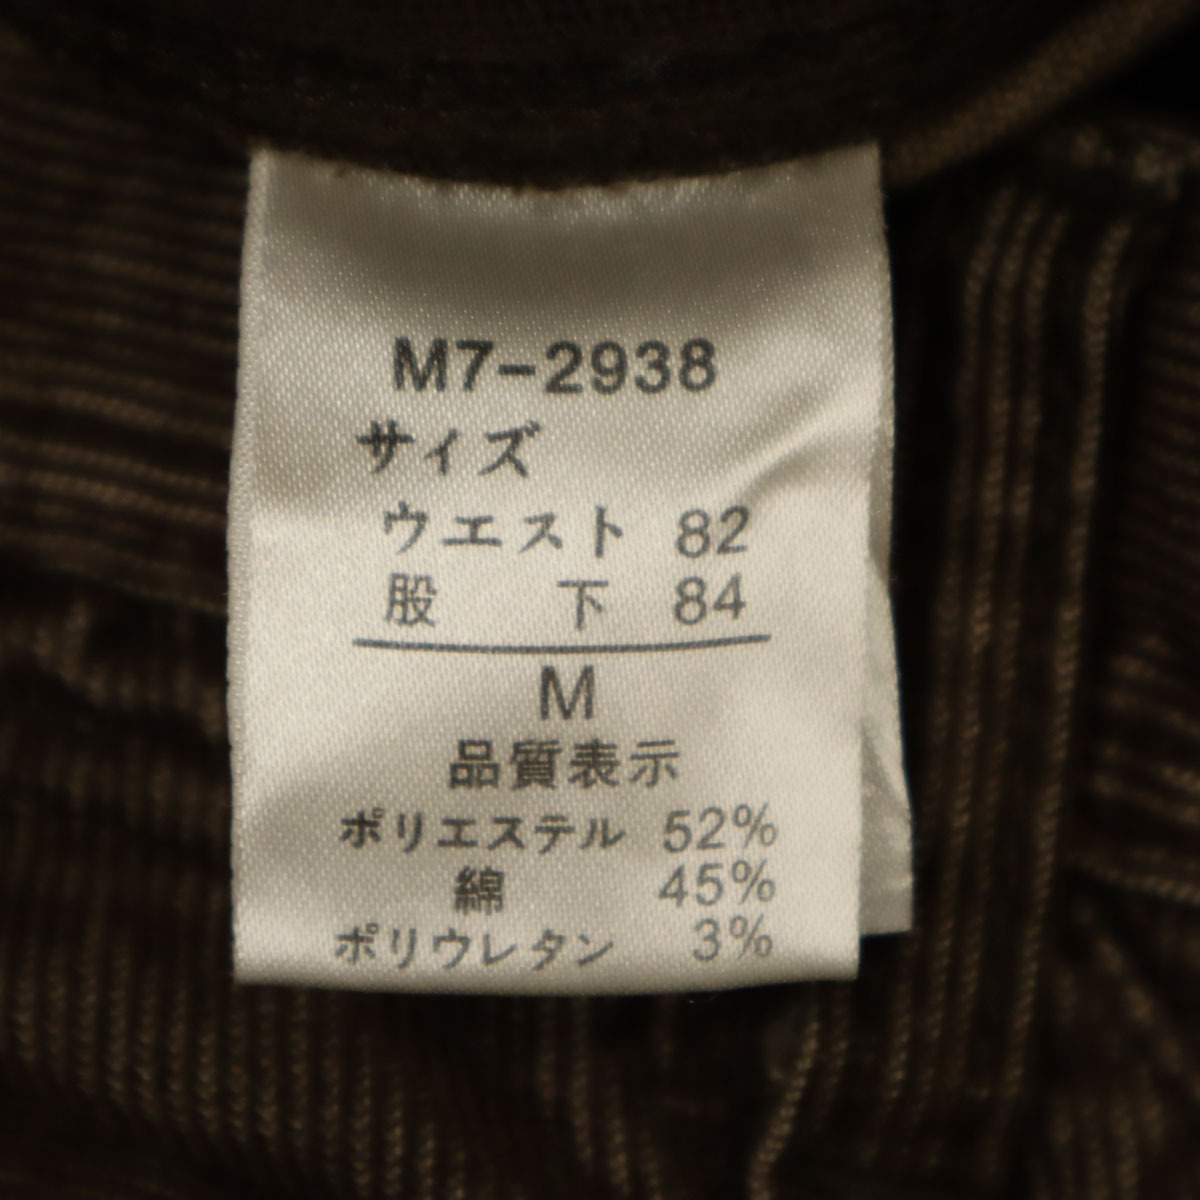 M7-2938
サイズ
ウエスト 82
股 下 84
M
品質表示
ポリエステル 52%
綿 45%
ポリウレタン 3%